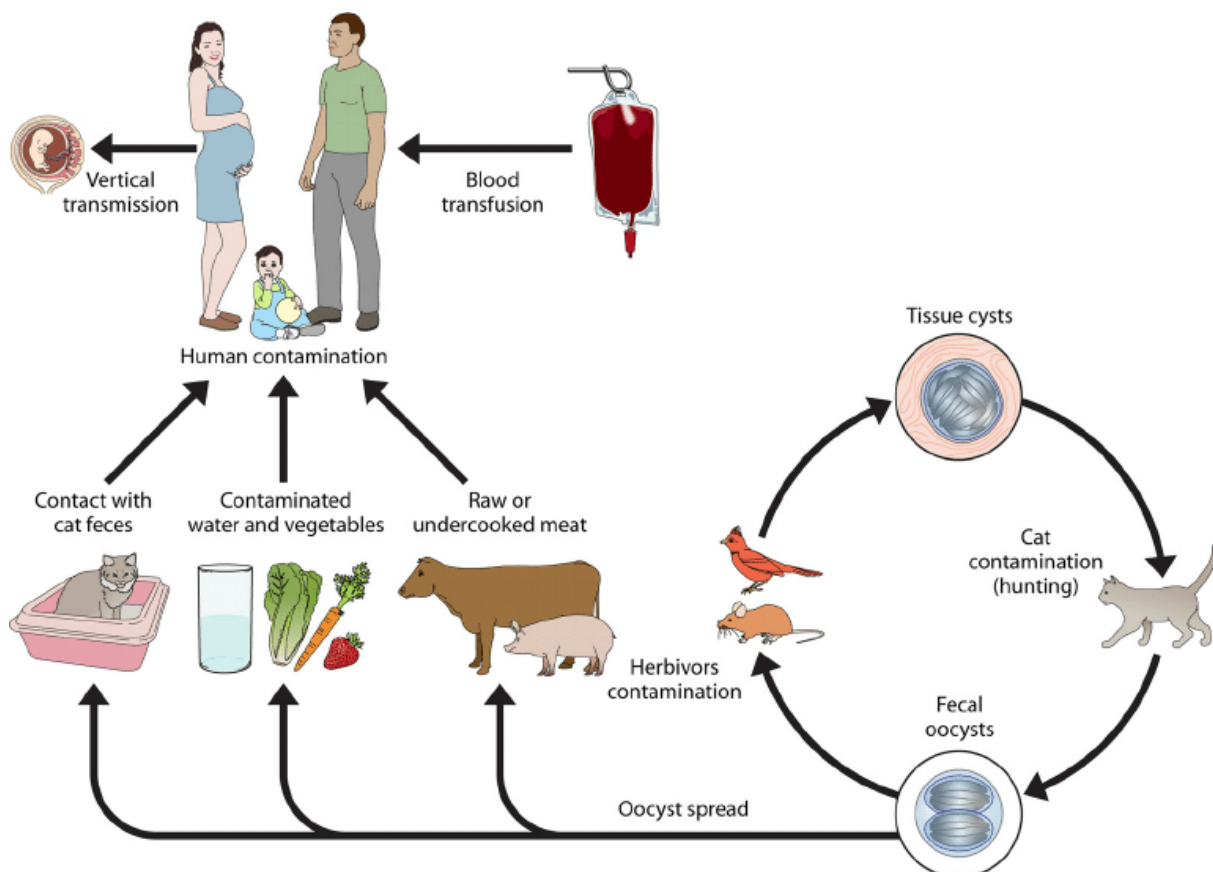 Vertical
transmission
Blood
transfusion
Human contamination
Tissue cysts
Contact with
cat feces
Contaminated
water and vegetables
Raw or
undercooked meat
Cat
contamination
(hunting)
Herbivors
contamination
Fecal
oocysts
Oocyst spread